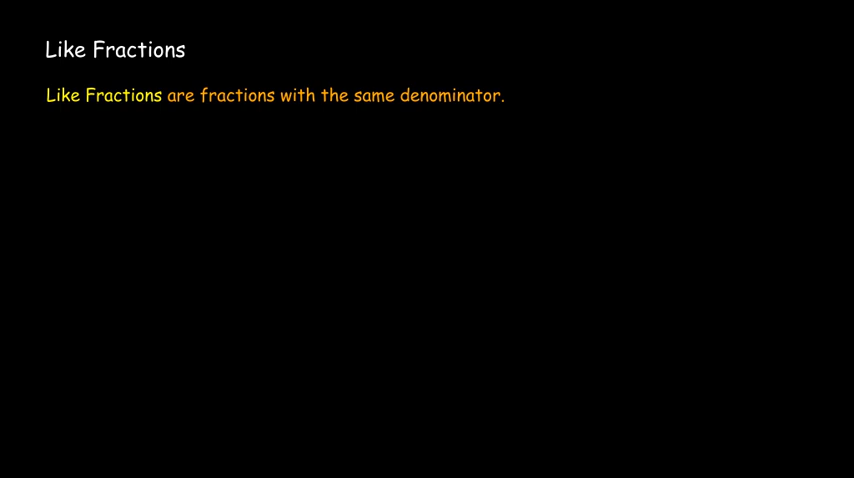 Like Fractions
Like Fractions are fractions with the same denominator.